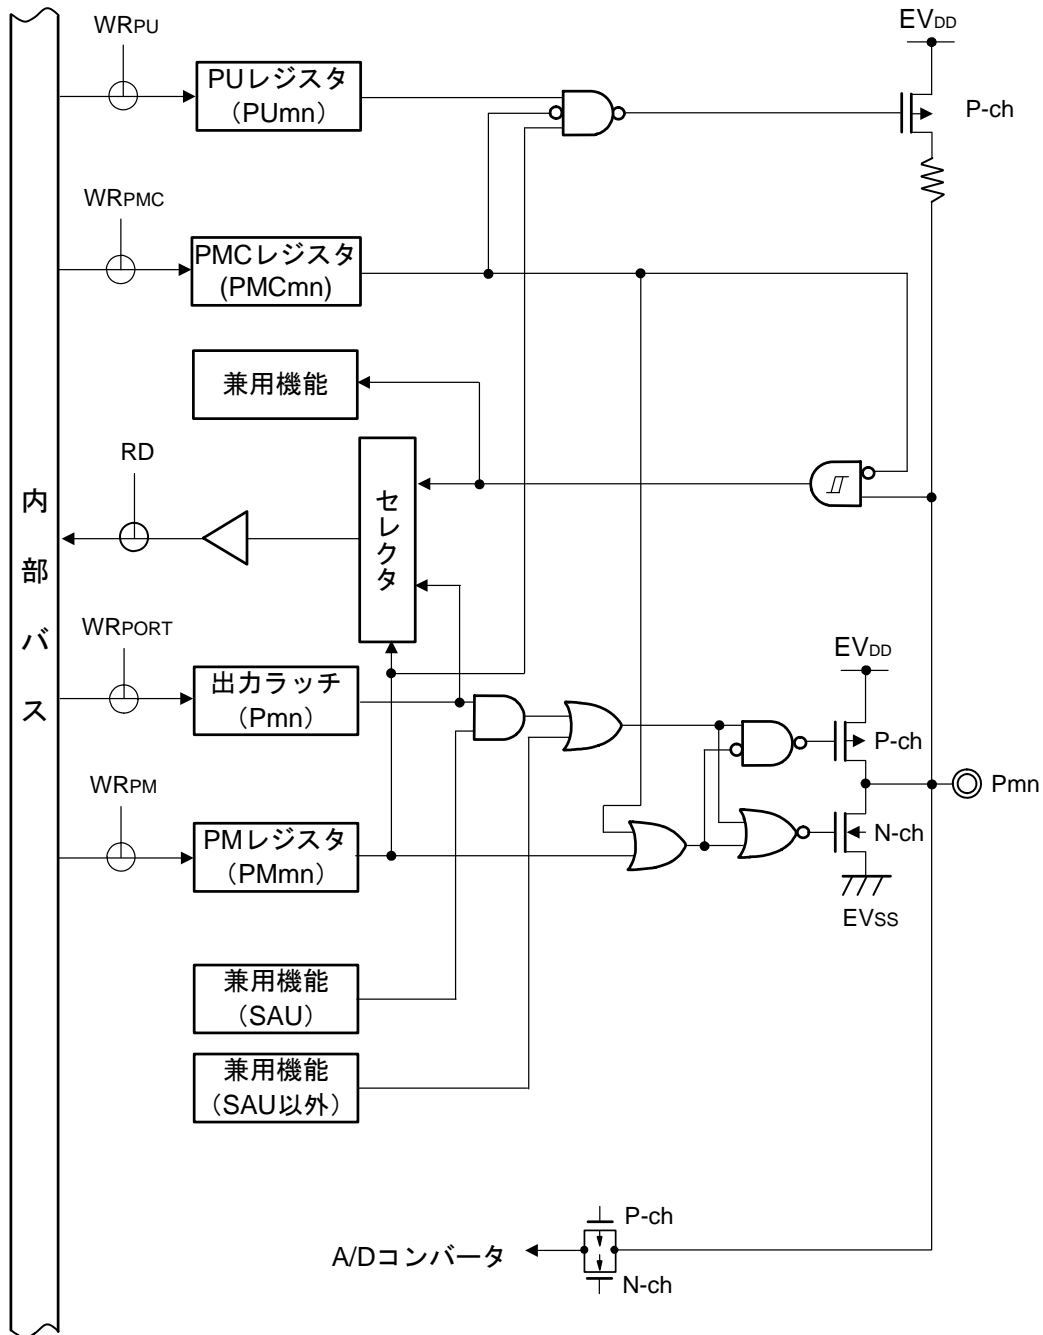 WRPU
PUレジスタ
（PUmn）
EVDD
P-ch
WRPMC
PMCレジスタ
(PMCmn)
兼用機能
RD
セレクタ
内部バス
WRPORT
出力ラッチ
（Pmn）
EVDD
P-ch
Pmn
WRPM
PMレジスタ
（PMmn）
N-ch
EVSS
兼用機能
（SAU）
兼用機能
（SAU以外）
P-ch
A/Dコンバータ
N-ch